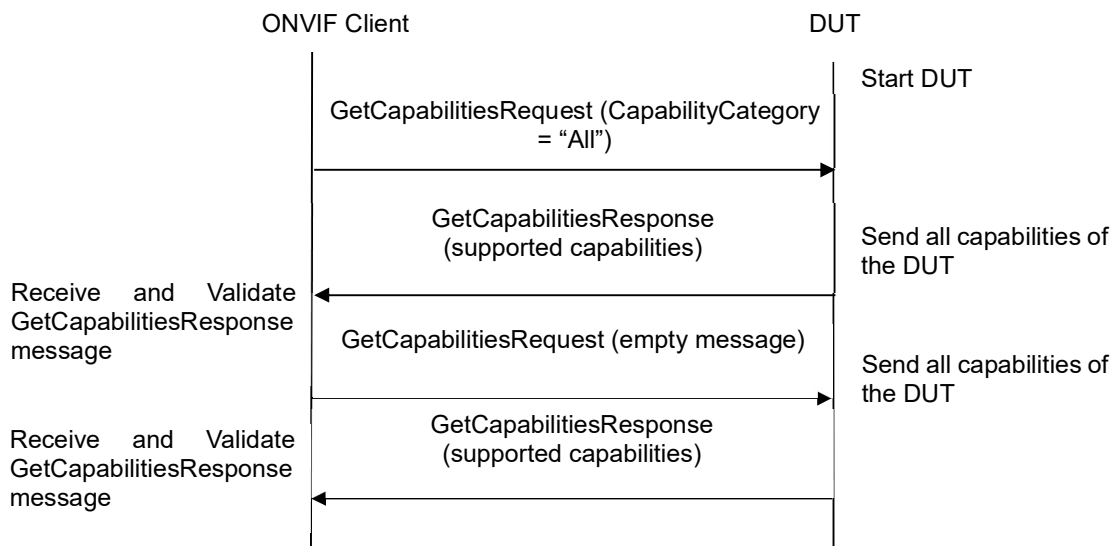 ONVIF Client
DUT
Start DUT
GetCapabilitiesRequest (CapabilityCategory
= “All”)
GetCapabilitiesResponse
(supported capabilities)
Send all capabilities of
the DUT
Receive and Validate
GetCapabilitiesResponse
message
GetCapabilitiesRequest (empty message)
Send all capabilities of
the DUT
GetCapabilitiesResponse
(supported capabilities)
Receive and Validate
GetCapabilitiesResponse
message